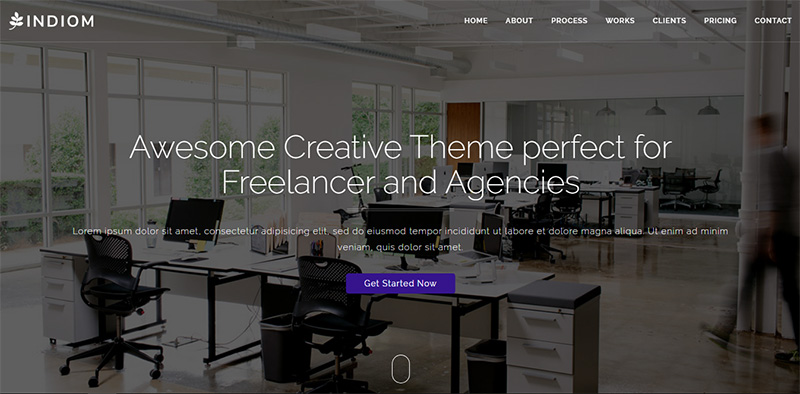 INDIOM
HOME ABOUT PROCESS WORKS CLIENTS PRICING CONTACT
Awesome Creative Theme perfect for
Freelancer and Agencies
Lorem ipsum dolor sit amet, consectetur adipisicing elit, sed do eiusmod tempor incididunt ut labore et dolore magna aliqua. Ut enim ad minim
veniam, quis dolor sit amet.
Get Started Now